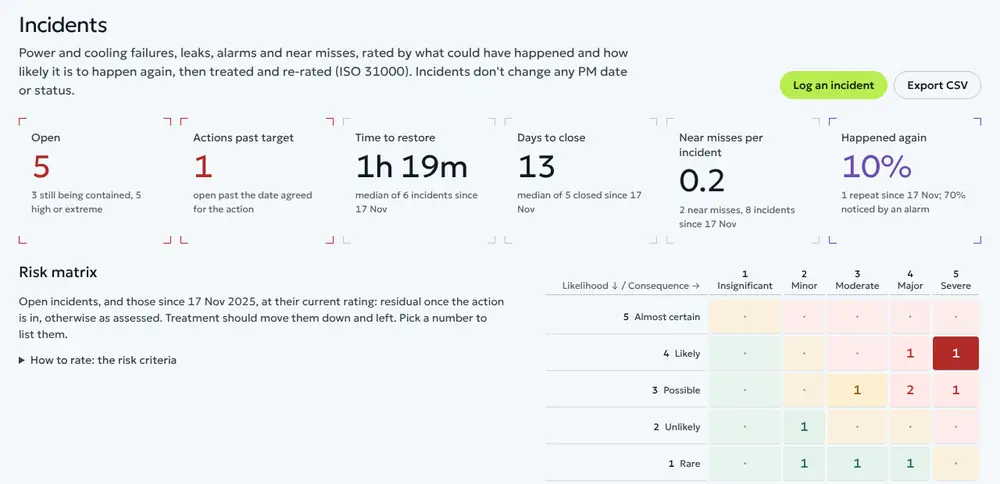 Incidents
Power and cooling failures, leaks, alarms and near misses, rated by what could have happened and how
likely it is to happen again, then treated and re-rated (ISO 31000). Incidents don't change any PM date
or status.
Log an incident
Export CSV
Open
5
3 still being contained, 5
high or extreme
Actions past target
1
open past the date agreed
for the action
Time to restore
1h 19m
median of 6 incidents since
17 Nov
Days to close
13
median of 5 closed since 17
Nov
Near misses per
incident
0.2
2 near misses, 8 incidents
since 17 Nov
Happened again
10%
1 repeat since 17 Nov; 70%
noticed by an alarm
Risk matrix
Open incidents, and those since 17 Nov 2025, at their current rating: residual once the action
is in, otherwise as assessed. Treatment should move them down and left. Pick a number to
list them.
▶ How to rate: the risk criteria
Likelihood ↓ / Consequence → 1 Insignificant 2 Minor 3 Moderate 4 Major 5 Severe
5 Almost certain · · · · ·
4 Likely · · · 1 1
3 Possible · · 1 2 1
2 Unlikely · 1 · · ·
1 Rare · 1 1 1 ·